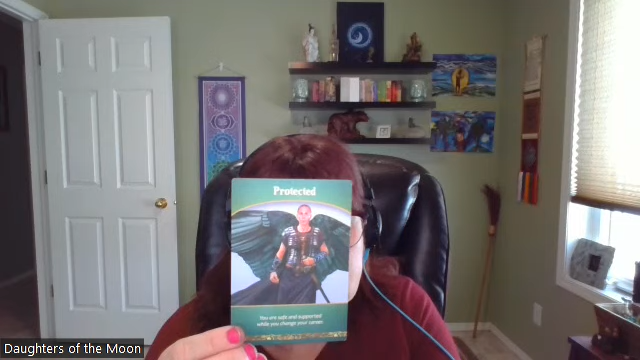 Protected
You are safe and supported
while you change your career.
Daughters of the Moon